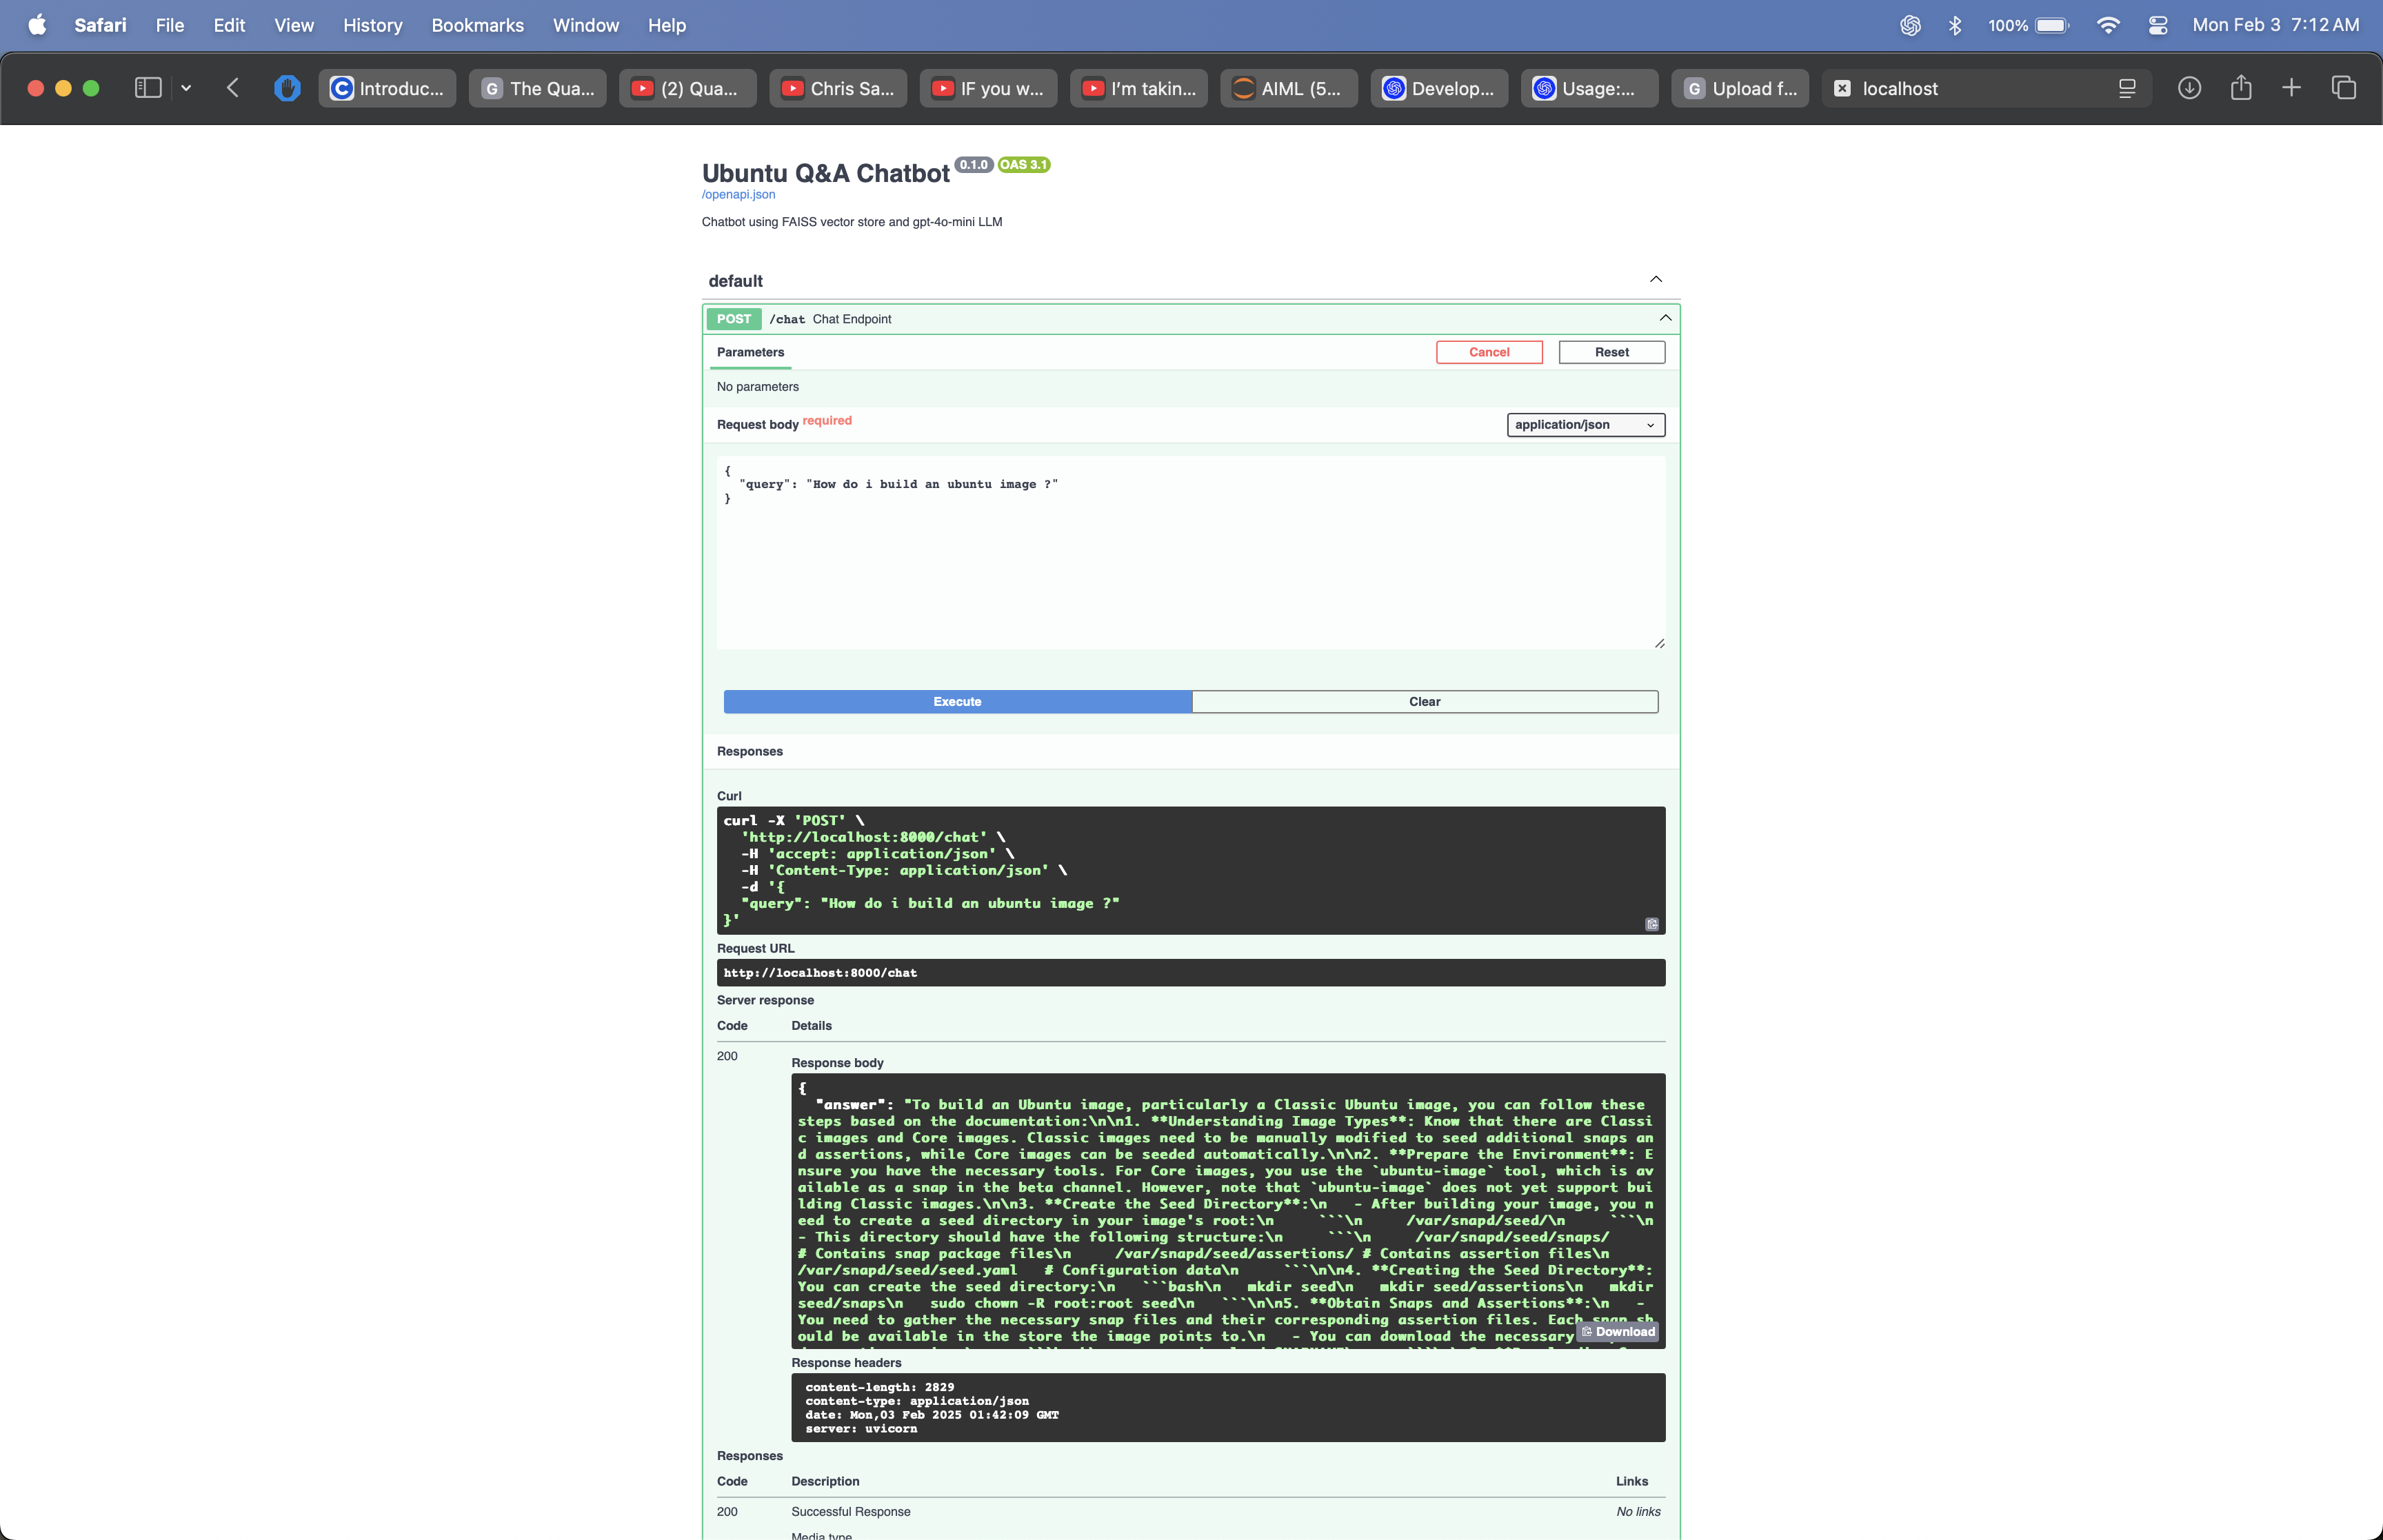 Safari File Edit View History Bookmarks Window Help 100% Mon Feb 3 7:12 AM
Introduc... The Qua... (2) Qua... Chris Sa... IF you w... I'm takin... AIML (5... Develop... Usage:... Upload f... localhost
Ubuntu Q&A Chatbot 0.1.0 OAS 3.1
/openapi.json
Chatbot using FAISS vector store and gpt-4o-mini LLM
default
POST /chat Chat Endpoint
Parameters Cancel Reset
No parameters
Request body required application/json
{
"query": "How do i build an ubuntu image ?"
}
Execute Clear
Responses
Curl
curl -X 'POST' \
'http://localhost:8000/chat' \
-H 'accept: application/json' \
-H 'Content-Type: application/json' \
-d '{
"query": "How do i build an ubuntu image ?"
}'
Request URL
http://localhost:8000/chat
Server response
Code Details
200
Response body
{
"answer": "To build an Ubuntu image, particularly a Classic Ubuntu image, you can follow these
steps based on the documentation:\n\n1. **Understanding Image Types**: Know that there are Classi
c images and Core images. Classic images need to be manually modified to seed additional snaps an
d assertions, while Core images can be seeded automatically.\n\n2. **Prepare the Environment**: E
nsure you have the necessary tools. For Core images, you use the `ubuntu-image` tool, which is av
ailable as a snap in the beta channel. However, note that `ubuntu-image` does not yet support bui
lding Classic images.\n\n3. **Create the Seed Directory**:\n   - After building your image, you n
eed to create a seed directory in your image's root:\n     ```\n     /var/snapd/seed/\n     ```\n
- This directory should have the following structure:\n     ```\n     /var/snapd/seed/snaps/
# Contains snap package files\n     /var/snapd/seed/assertions/ # Contains assertion files\n
/var/snapd/seed/seed.yaml   # Configuration data\n     ```\n\n4. **Creating the Seed Directory**:
You can create the seed directory:\n   ```bash\n   mkdir seed\n   mkdir seed/assertions\n   mkdir
seed/snaps\n   sudo chown -R root:root seed\n   ```\n\n5. **Obtain Snaps and Assertions**:\n   -
You need to gather the necessary snap files and their corresponding assertion files. Each snap sh
ould be available in the store the image points to.\n   - You can download the necessary
Download
Response headers
content-length: 2829
content-type: application/json
date: Mon,03 Feb 2025 01:42:09 GMT
server: uvicorn
Responses
Code Description Links
200 Successful Response No links
Media type